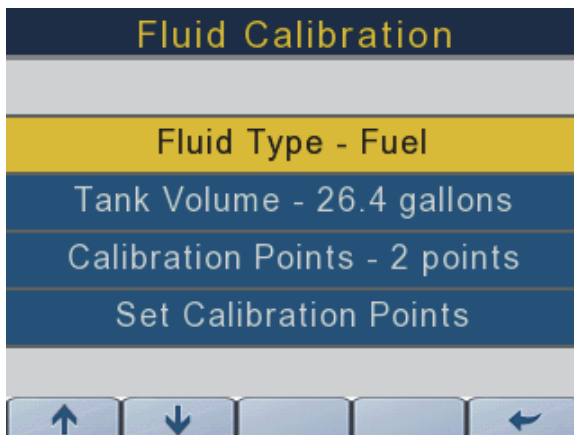 Fluid Calibration
Fluid Type - Fuel
Tank Volume - 26.4 gallons
Calibration Points - 2 points
Set Calibration Points